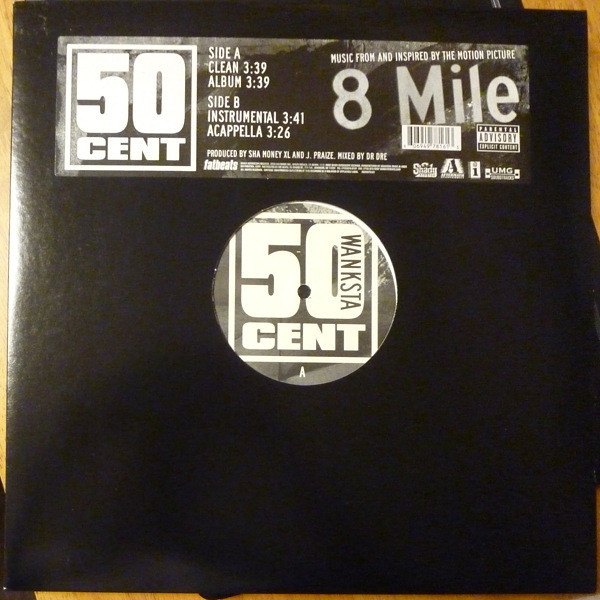 50
CENT
SIDE A
CLEAN 3:39
ALBUM 3:39
SIDE B
INSTRUMENTAL 3:41
ACAPPELLA 3:26
MUSIC FROM AND INSPIRED BY THE MOTION PICTURE
8 Mile
PARENTAL
ADVISORY
EXPLICIT CONTENT
PRODUCED BY SHA MONEY XL AND J. PRAIZE. MIXED BY DR DRE
fatbeats
Shady
UMG
SOUNDTRACKS
50
WANKSTA
CENT
A